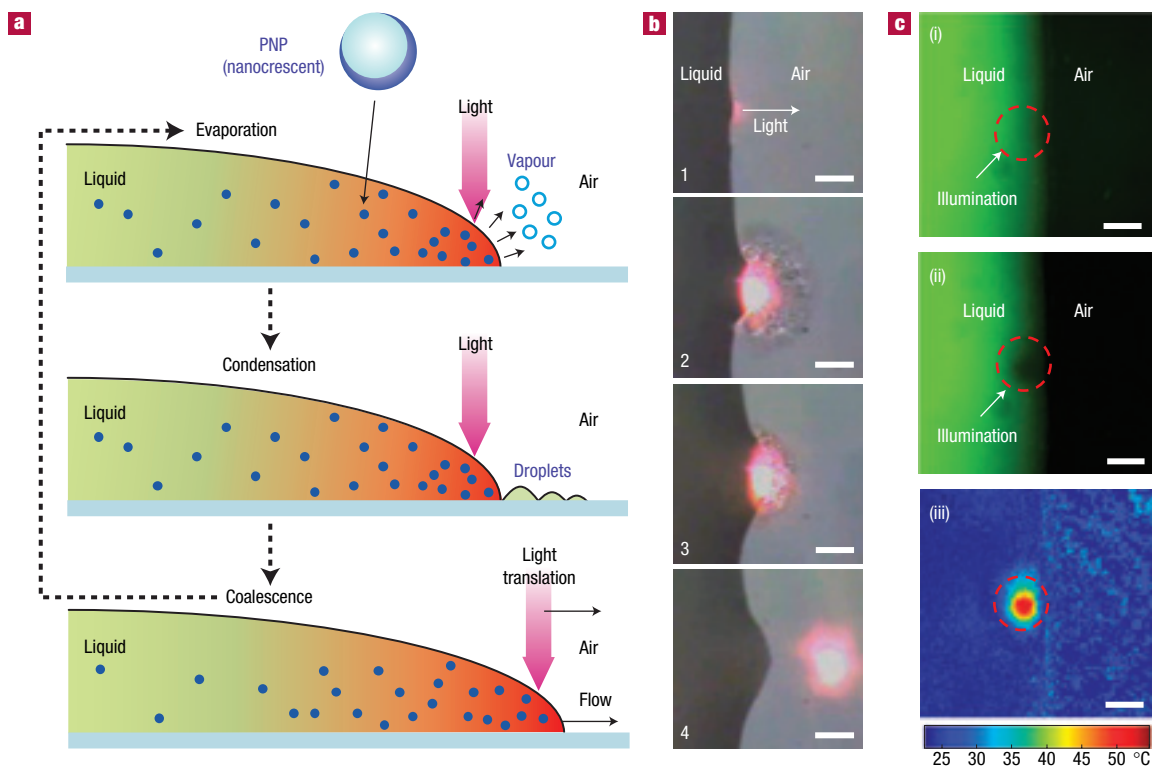 a
PNP
(nanocrescent)
Light
Evaporation
Vapour
Liquid
Air
Condensation
Light
Liquid
Air
Droplets
Light
translation
Coalescence
Liquid
Air
Flow
b
Liquid
Air
Light
1
2
3
4
c
(i)
Liquid
Air
Illumination
(ii)
Liquid
Air
Illumination
(iii)
25 30 35 40 45 50 °C